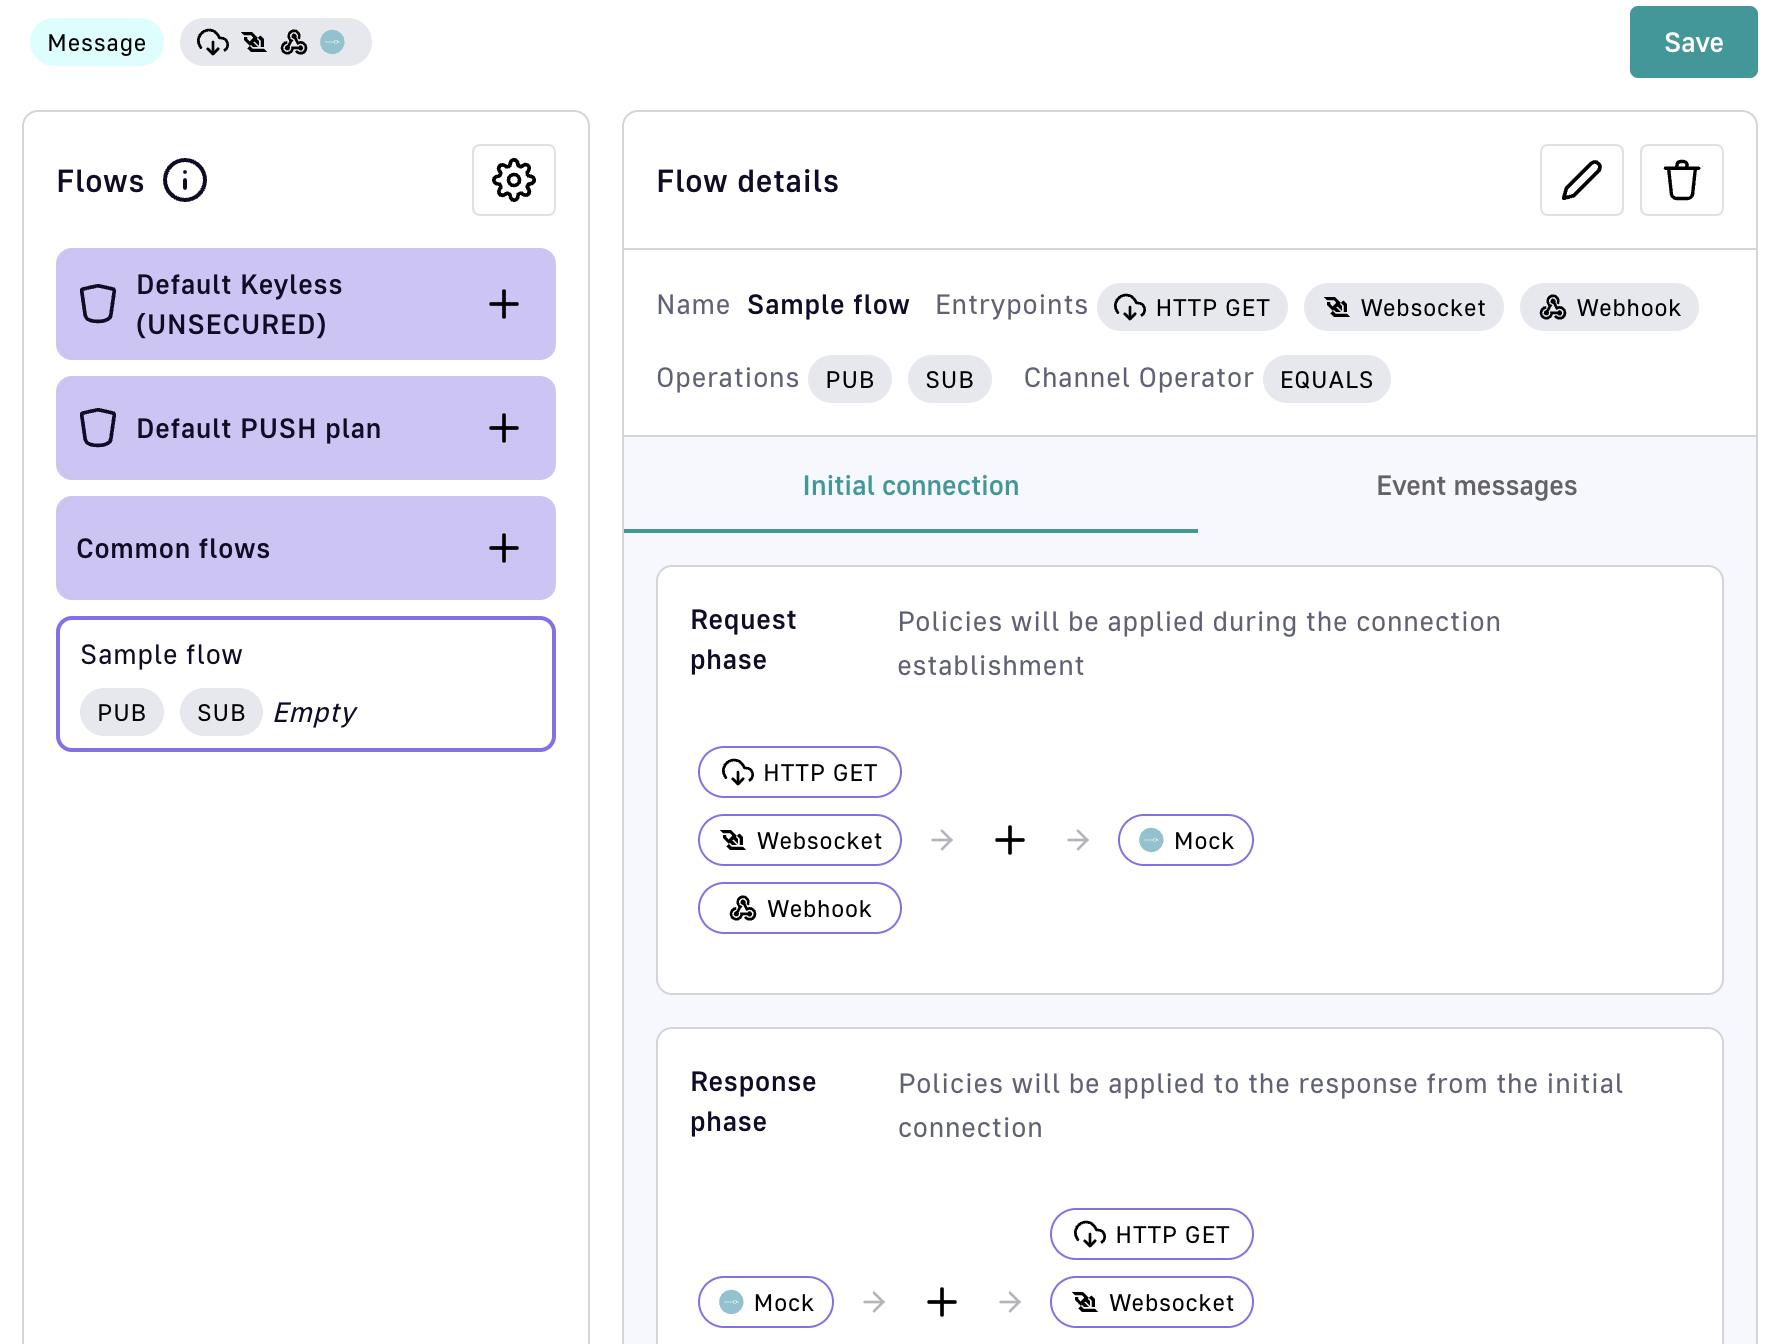 Message
Save
Flows
Default Keyless
(UNSECURED)
Default PUSH plan
Common flows
Sample flow
PUB SUB Empty
Flow details
Name Sample flow Entrypoints HTTP GET Websocket Webhook
Operations PUB SUB Channel Operator EQUALS
Initial connection Event messages
Request phase
Policies will be applied during the connection
establishment
HTTP GET
Websocket Mock
Webhook
Response phase
Policies will be applied to the response from the initial
connection
HTTP GET
Mock Websocket